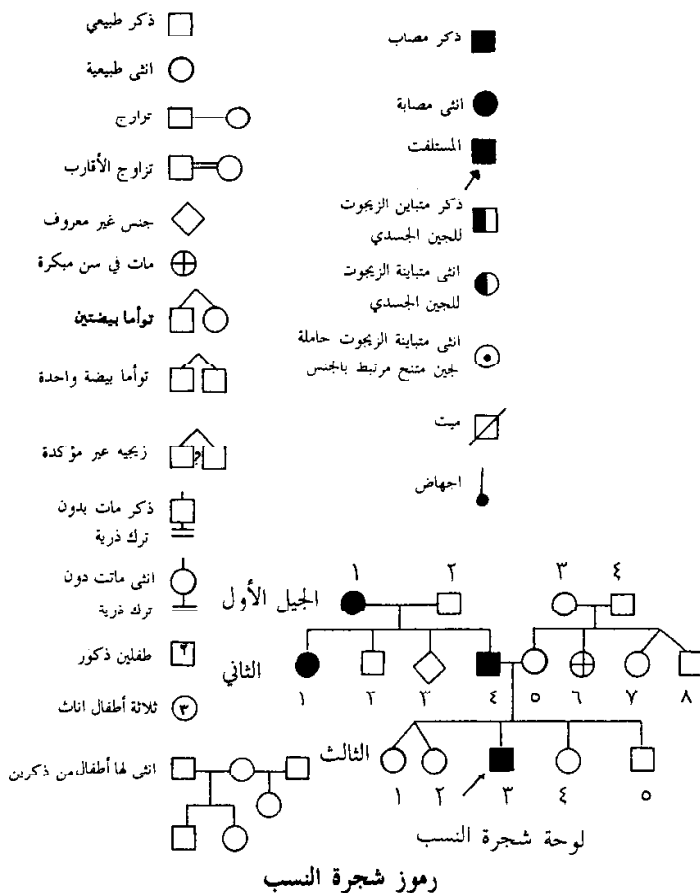 ذكر طبيعي
انثى طبيعية
تزاوج
تزاوج الأقارب
جنس غير معروف
مات في سن مبكرة
توأما بيضتين
توأما بيضة واحدة
زيجيه عير مؤكدة
?
ذكر مات بدون
ترك ذرية
انثى ماتت دون
ترك ذرية
طفلين ذكور
٢
ثلاثة أطفال اناث
٣
انثى لها أطفال من ذكرين
ذكر مصاب
انثى مصابة
المستلفت
ذكر متباين الزيجوت
للجين الجسدي
انثى متباينة الزيجوت
للجين الجسدي
انثى متباينة الزيجوت حاملة
لجين متنح مرتبط بالجنس
ميت
اجهاض
١ ٢ ٣ ٤
الجيل الأول
الثاني
١ ٢ ٣ ٤ ٥ ٦ ٧ ٨
الثالث
١ ٢ ٣ ٤ ٥
لوحة شجرة النسب
رموز شجرة النسب